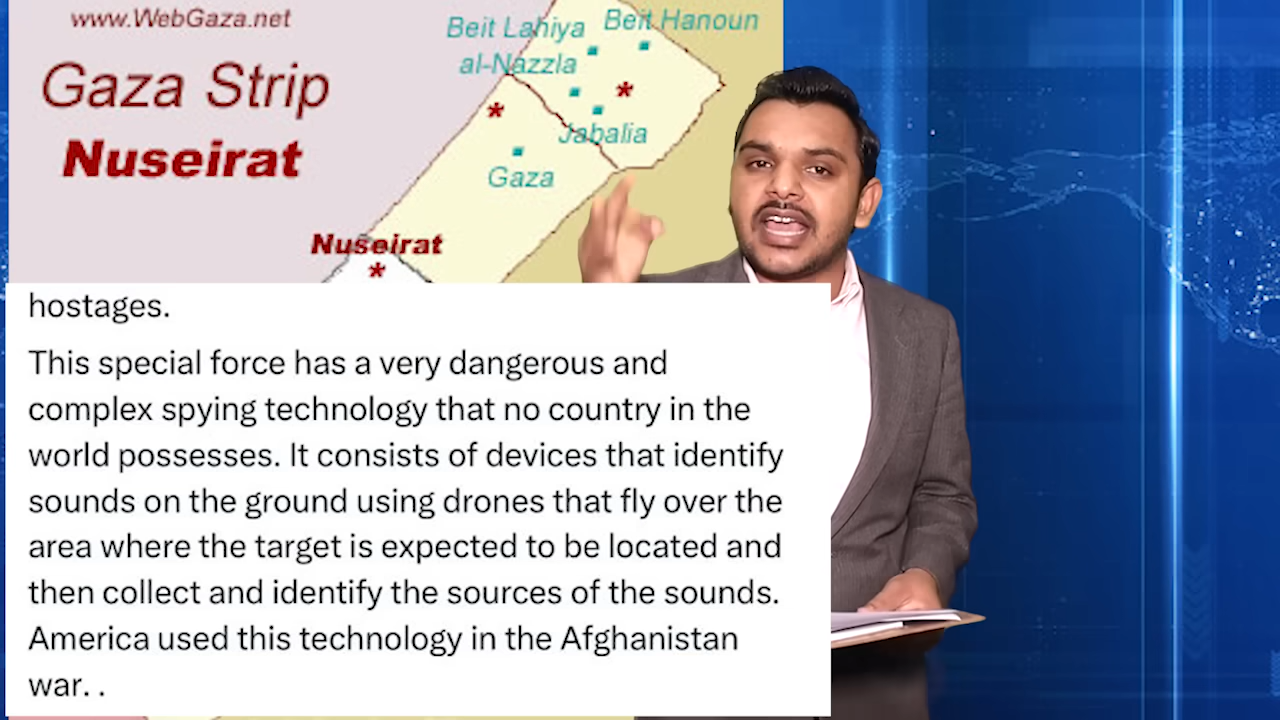 www.WebGaza.net
Beit Lahiya
Beit Hanoun
al-Nazzla
Gaza Strip
Jabalia
Nuseirat
Gaza
Nuseirat
hostages.
This special force has a very dangerous and
complex spying technology that no country in the
world possesses. It consists of devices that identify
sounds on the ground using drones that fly over the
area where the target is expected to be located and
then collect and identify the sources of the sounds.
America used this technology in the Afghanistan
war. .